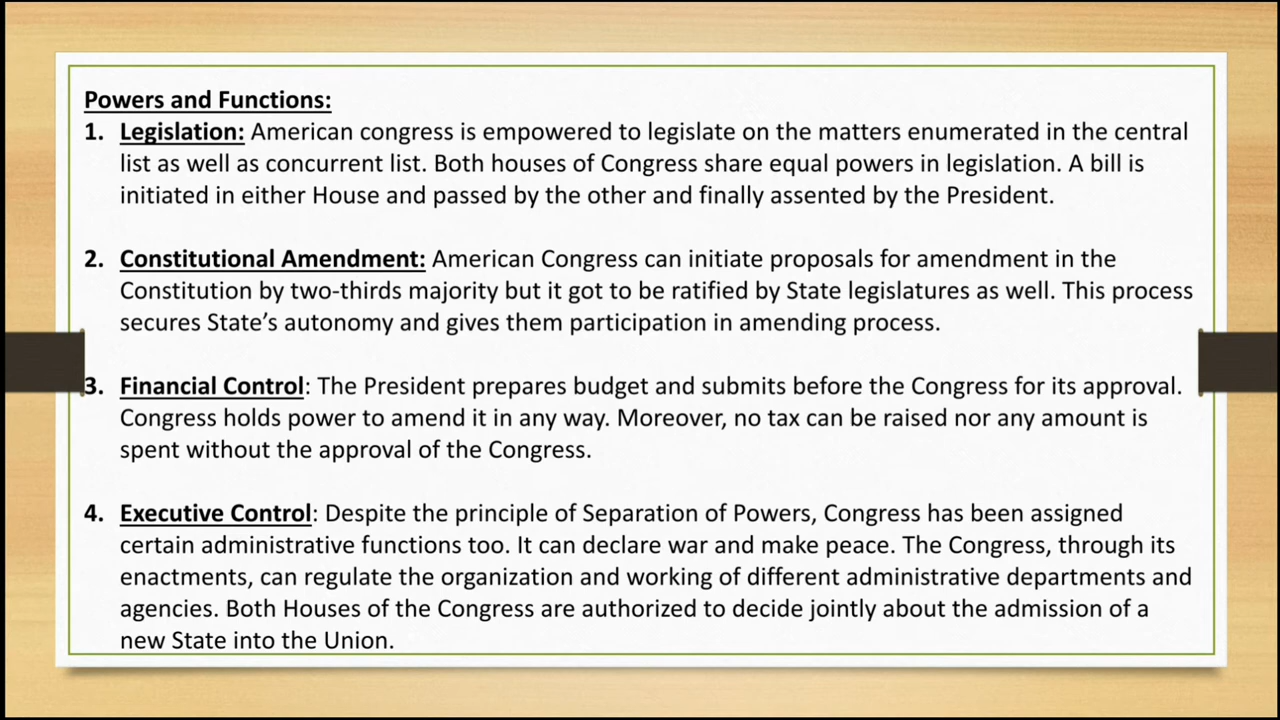 Powers and Functions:
1. Legislation: American congress is empowered to legislate on the matters enumerated in the central
list as well as concurrent list. Both houses of Congress share equal powers in legislation. A bill is
initiated in either House and passed by the other and finally assented by the President.
2. Constitutional Amendment: American Congress can initiate proposals for amendment in the
Constitution by two-thirds majority but it got to be ratified by State legislatures as well. This process
secures State’s autonomy and gives them participation in amending process.
3. Financial Control: The President prepares budget and submits before the Congress for its approval.
Congress holds power to amend it in any way. Moreover, no tax can be raised nor any amount is
spent without the approval of the Congress.
4. Executive Control: Despite the principle of Separation of Powers, Congress has been assigned
certain administrative functions too. It can declare war and make peace. The Congress, through its
enactments, can regulate the organization and working of different administrative departments and
agencies. Both Houses of the Congress are authorized to decide jointly about the admission of a
new State into the Union.